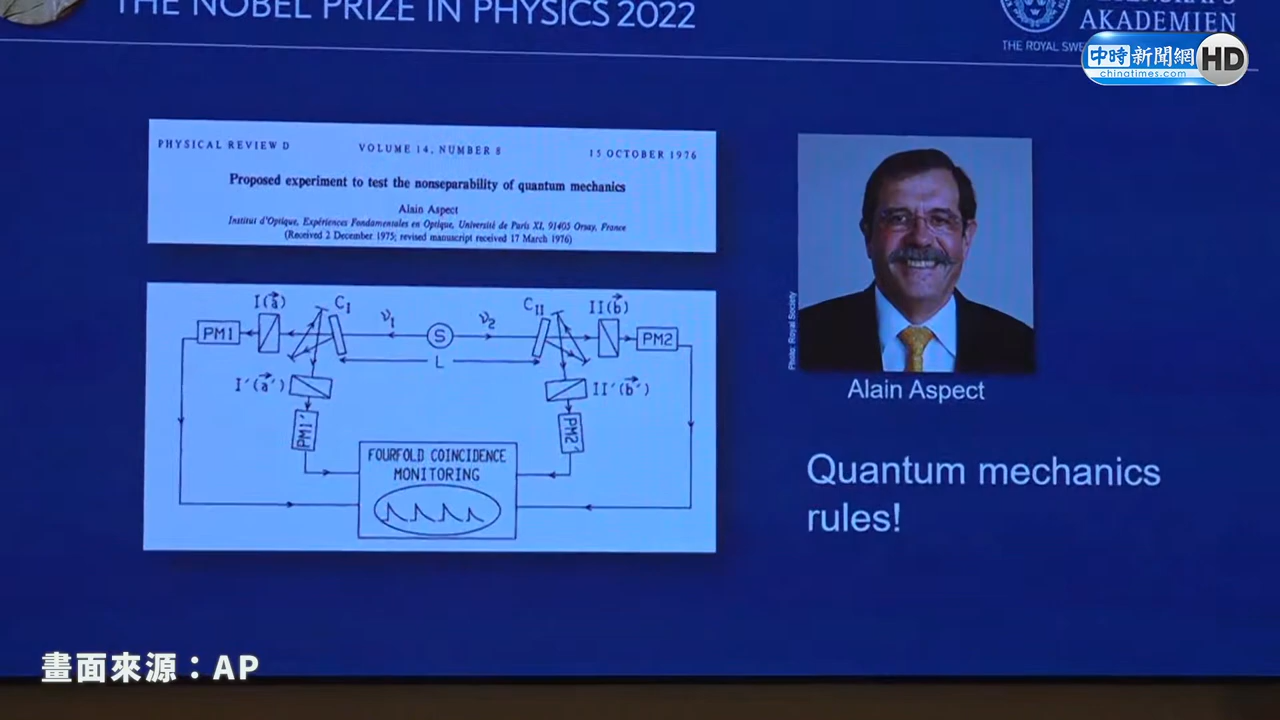 THE NOBEL PRIZE IN PHYSICS 2022
AKADEMIEN
THE ROYAL
中時新聞網 HD
chinatimes.com
PHYSICAL REVIEW D VOLUME 14, NUMBER 8 15 OCTOBER 1976
Proposed experiment to test the nonseparability of quantum mechanics
Alain Aspect
Institut d'Optique, Expériences Fondamentales en Optique, Université de Paris XI, 91405 Orsay, France
(Received 2 December 1975; revised manuscript received 17 March 1976)
I(a⃗) C_I ν₁ S ν₂ C_II II(b⃗)
PM1 PM2
L
I′(a⃗′) II′(b⃗′)
PM1′ PM2′
FOURFOLD COINCIDENCE
MONITORING
Photo: Royal Society
Alain Aspect
Quantum mechanics
rules!
畫面來源：AP